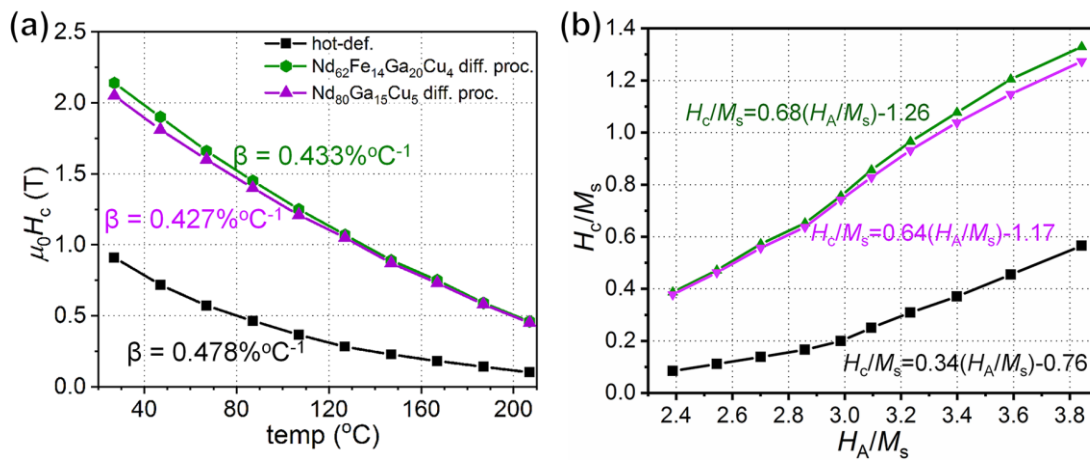 (a)
2.5
2.0
1.5
1.0
0.5
0.0
μ₀Hc (T)
hot-def.
Nd₆₂Fe₁₄Ga₂₀Cu₄ diff. proc.
Nd₈₀Ga₁₅Cu₅ diff. proc.
β = 0.433%ºC⁻¹
β = 0.427%ºC⁻¹
β = 0.478%ºC⁻¹
40 80 120 160 200
temp (ºC)
(b)
1.4
1.2
1.0
0.8
0.6
0.4
0.2
0.0
Hc/Ms
Hc/Ms=0.68(HA/Ms)-1.26
Hc/Ms=0.64(HA/Ms)-1.17
Hc/Ms=0.34(HA/Ms)-0.76
2.4 2.6 2.8 3.0 3.2 3.4 3.6 3.8
HA/Ms